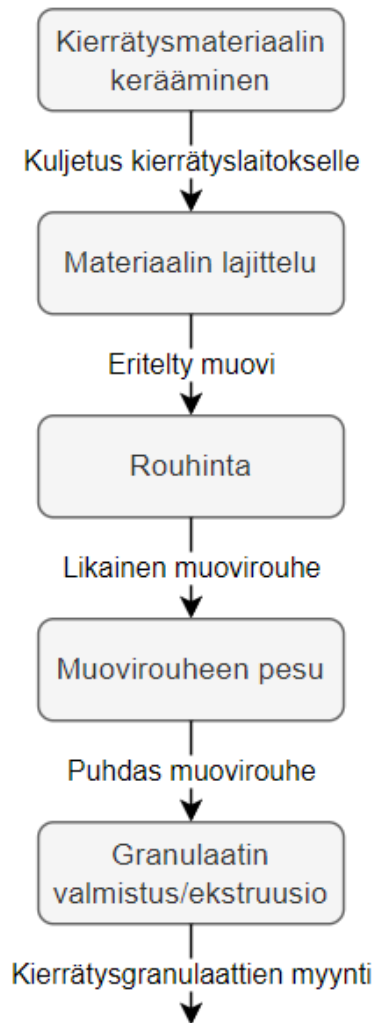 Kierrätysmateriaalin
kerääminen
Kuljetus kierrätyslaitokselle
Materiaalin lajittelu
Eritelty muovi
Rouhinta
Likainen muovirouhe
Muovirouheen pesu
Puhdas muovirouhe
Granulaatin
valmistus/ekstruusio
Kierrätysgranulaattien myynti